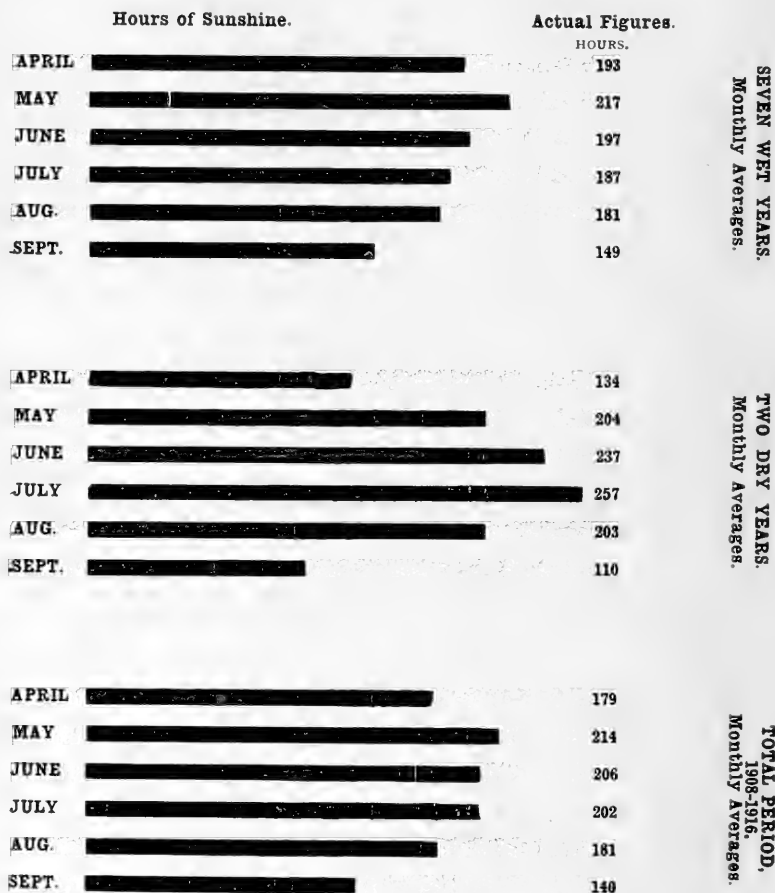 Hours of Sunshine. Actual Figures.
HOURS.
APRIL 193
MAY 217
JUNE 197
JULY 187
AUG. 181
SEPT. 149
SEVEN WET YEARS.
Monthly Averages.
APRIL 134
MAY 204
JUNE 237
JULY 257
AUG. 203
SEPT. 110
TWO DRY YEARS.
Monthly Averages.
APRIL 179
MAY 214
JUNE 206
JULY 202
AUG. 181
SEPT. 140
TOTAL PERIOD,
1908-1916.
Monthly Averages